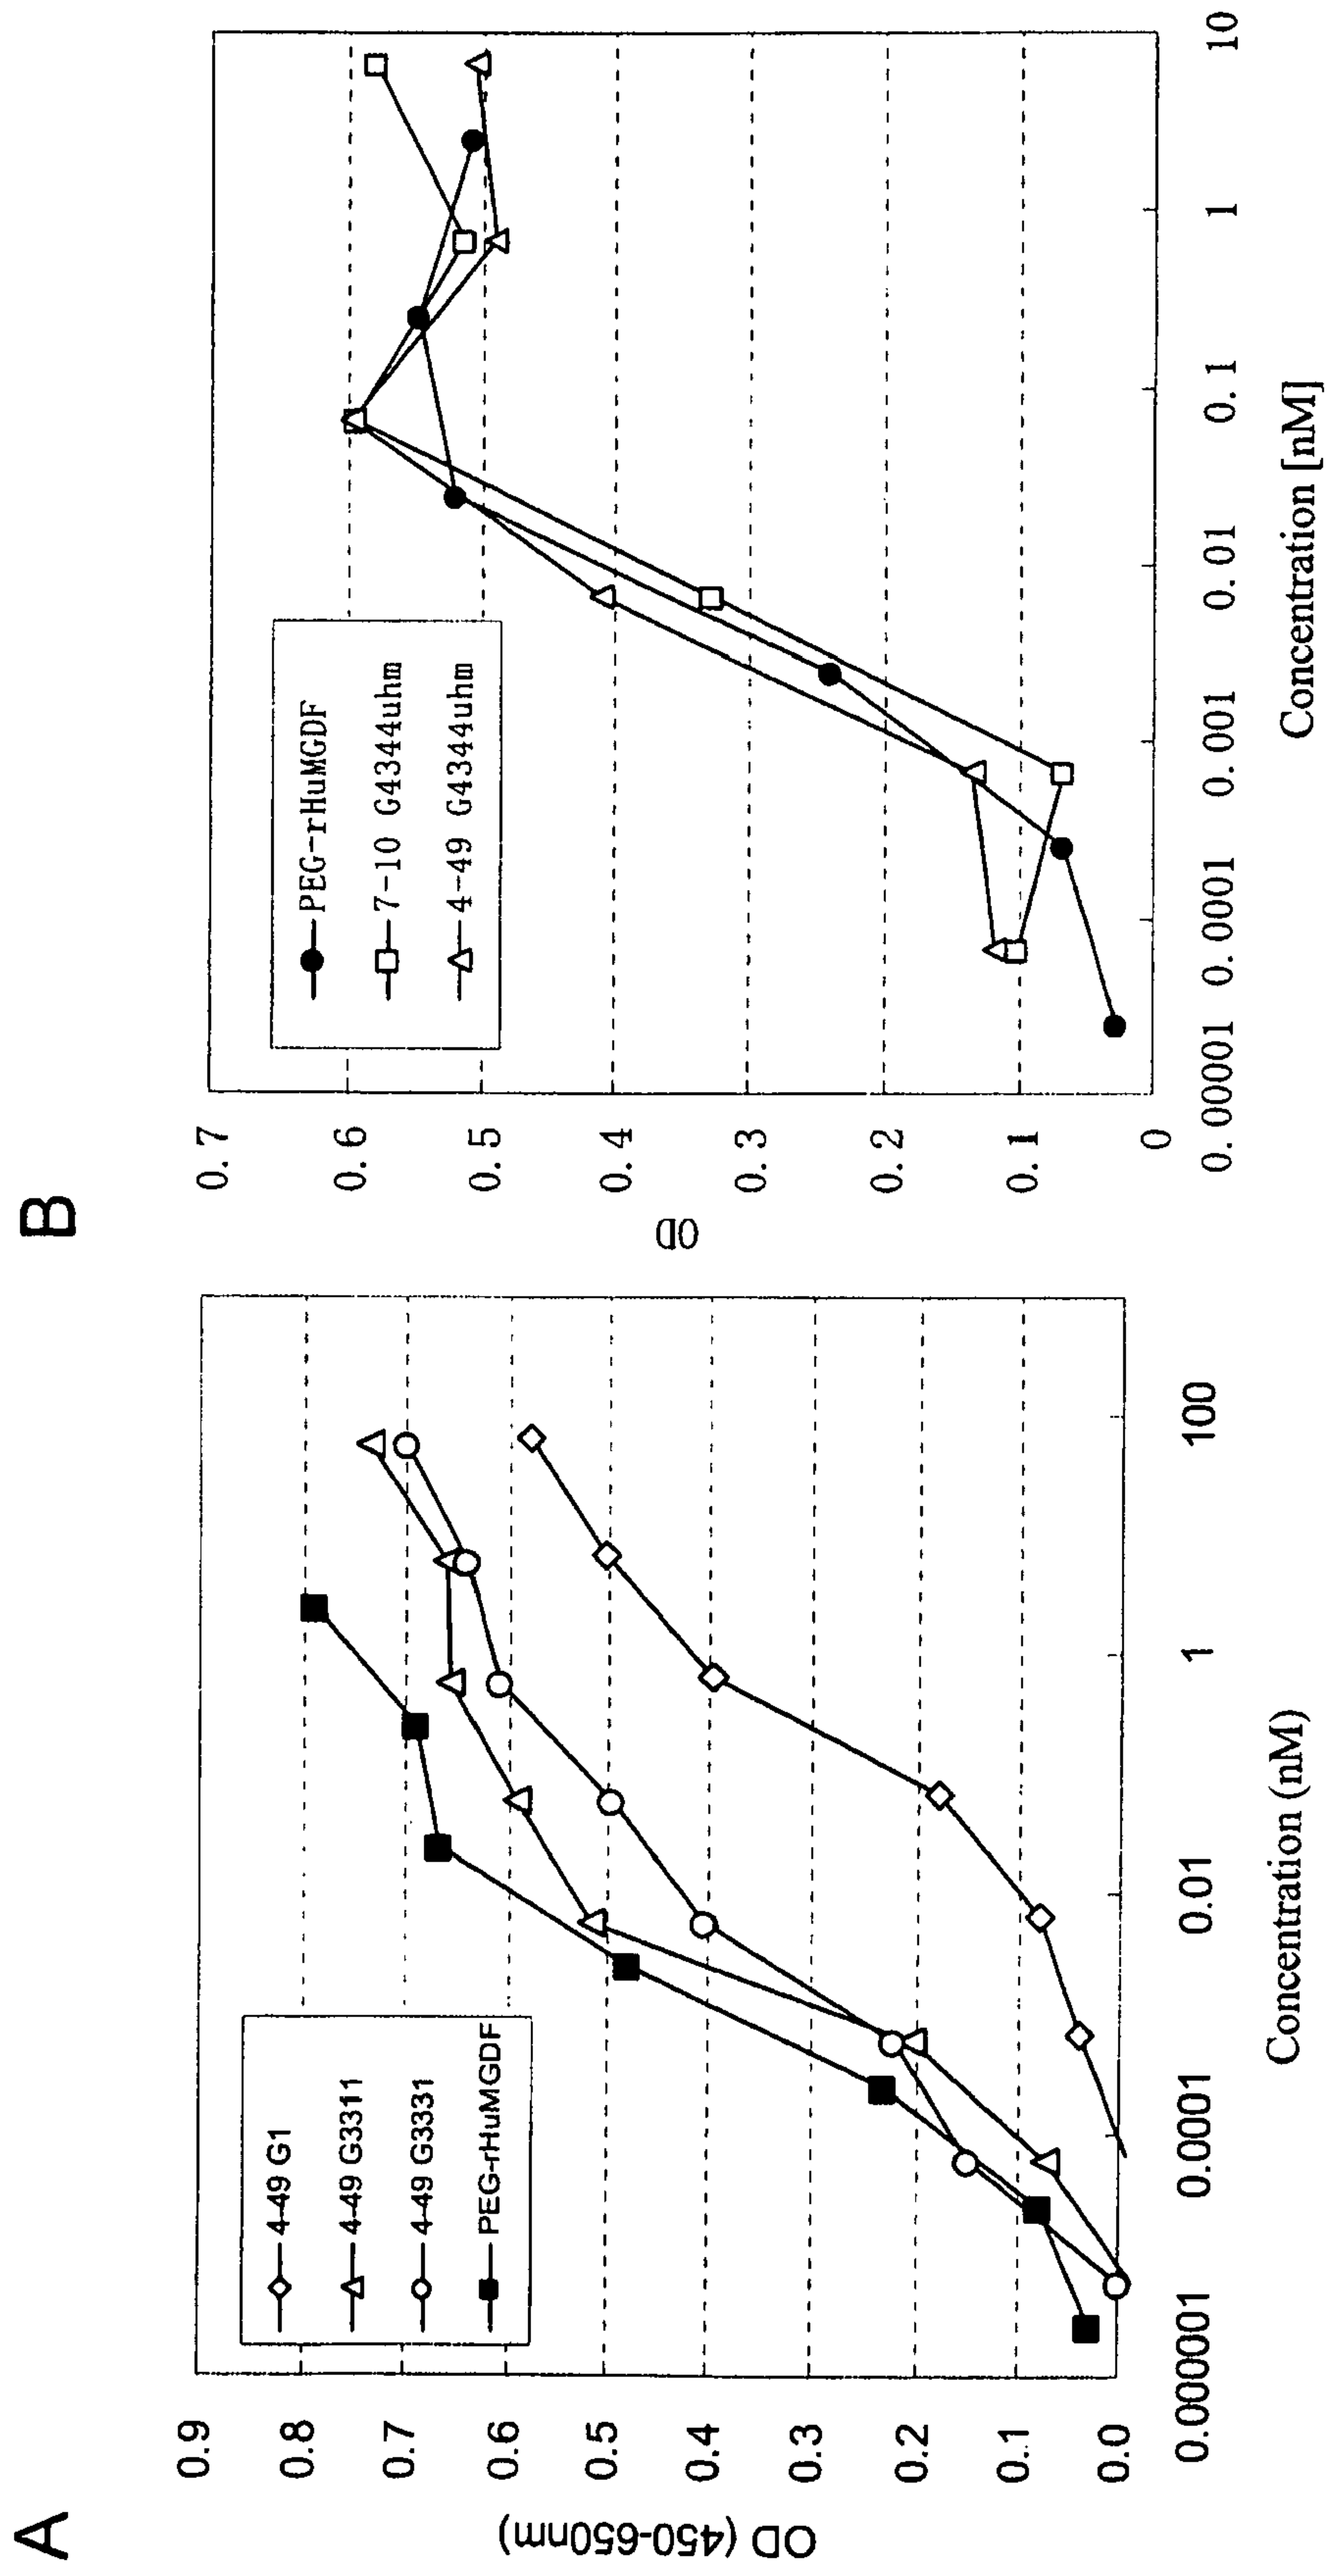 A
OD (450-650nm)
0.9
0.8
0.7
0.6
0.5
0.4
0.3
0.2
0.1
0.0
4-49 G1
4-49 G3311
4-49 G3331
PEG-rHuMGDF
0.000001
0.0001
0.01
1
100
Concentration (nM)
B
OD
0.7
0.6
0.5
0.4
0.3
0.2
0.1
0
PEG-rHuMGDF
7-10 G4344uhm
4-49 G4344uhm
0.00001
0.0001
0.001
0.01
0.1
1
10
Concentration [nM]